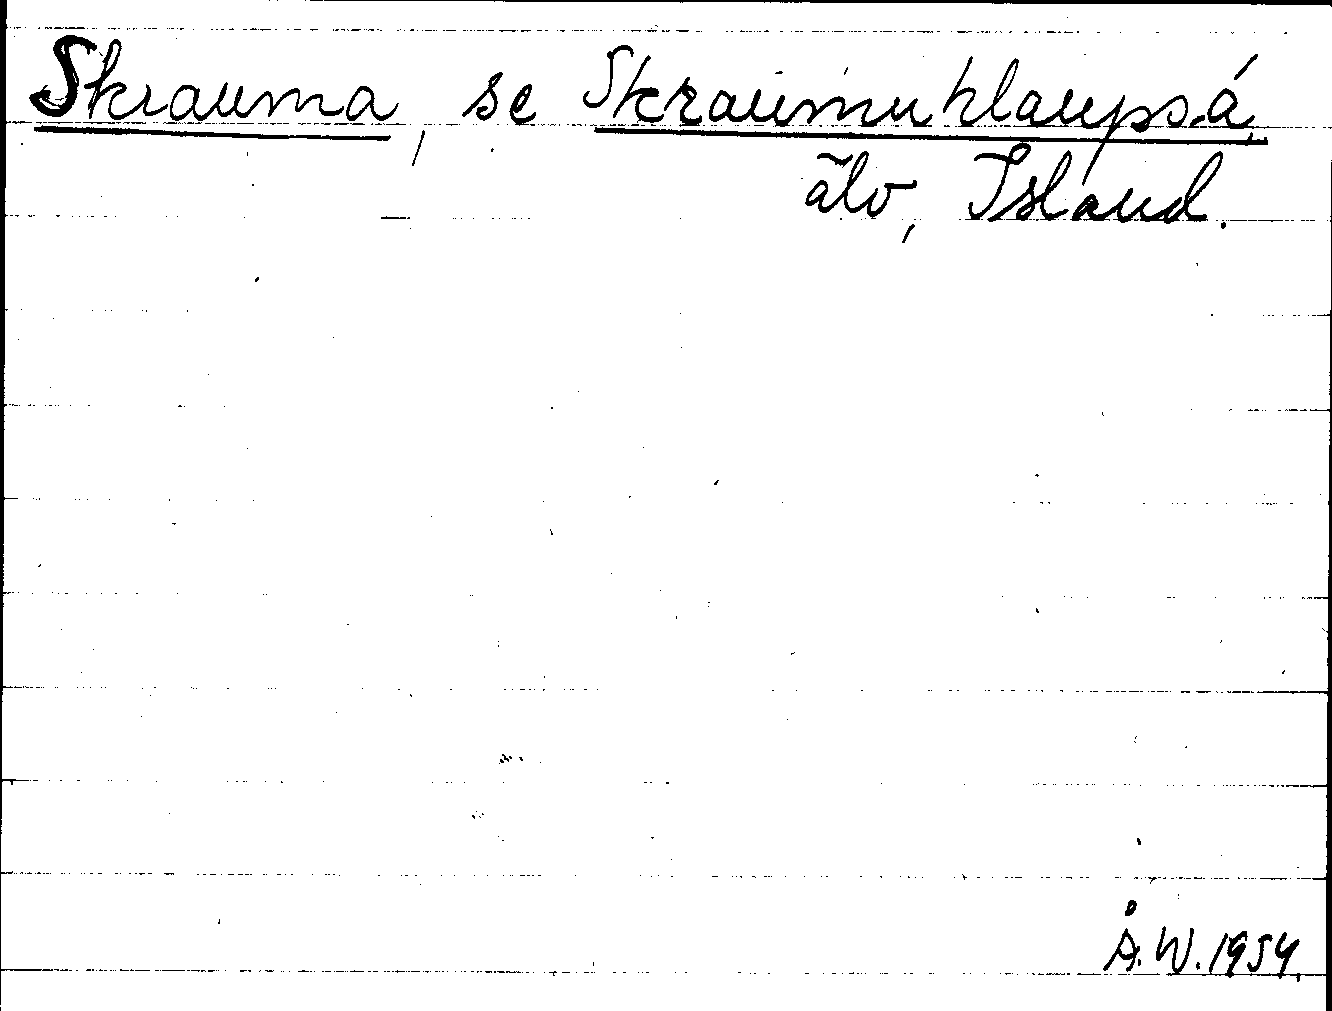 Skrauma, se Skraumuhlaupsá,
älv, Island.
Å.W. 1954.